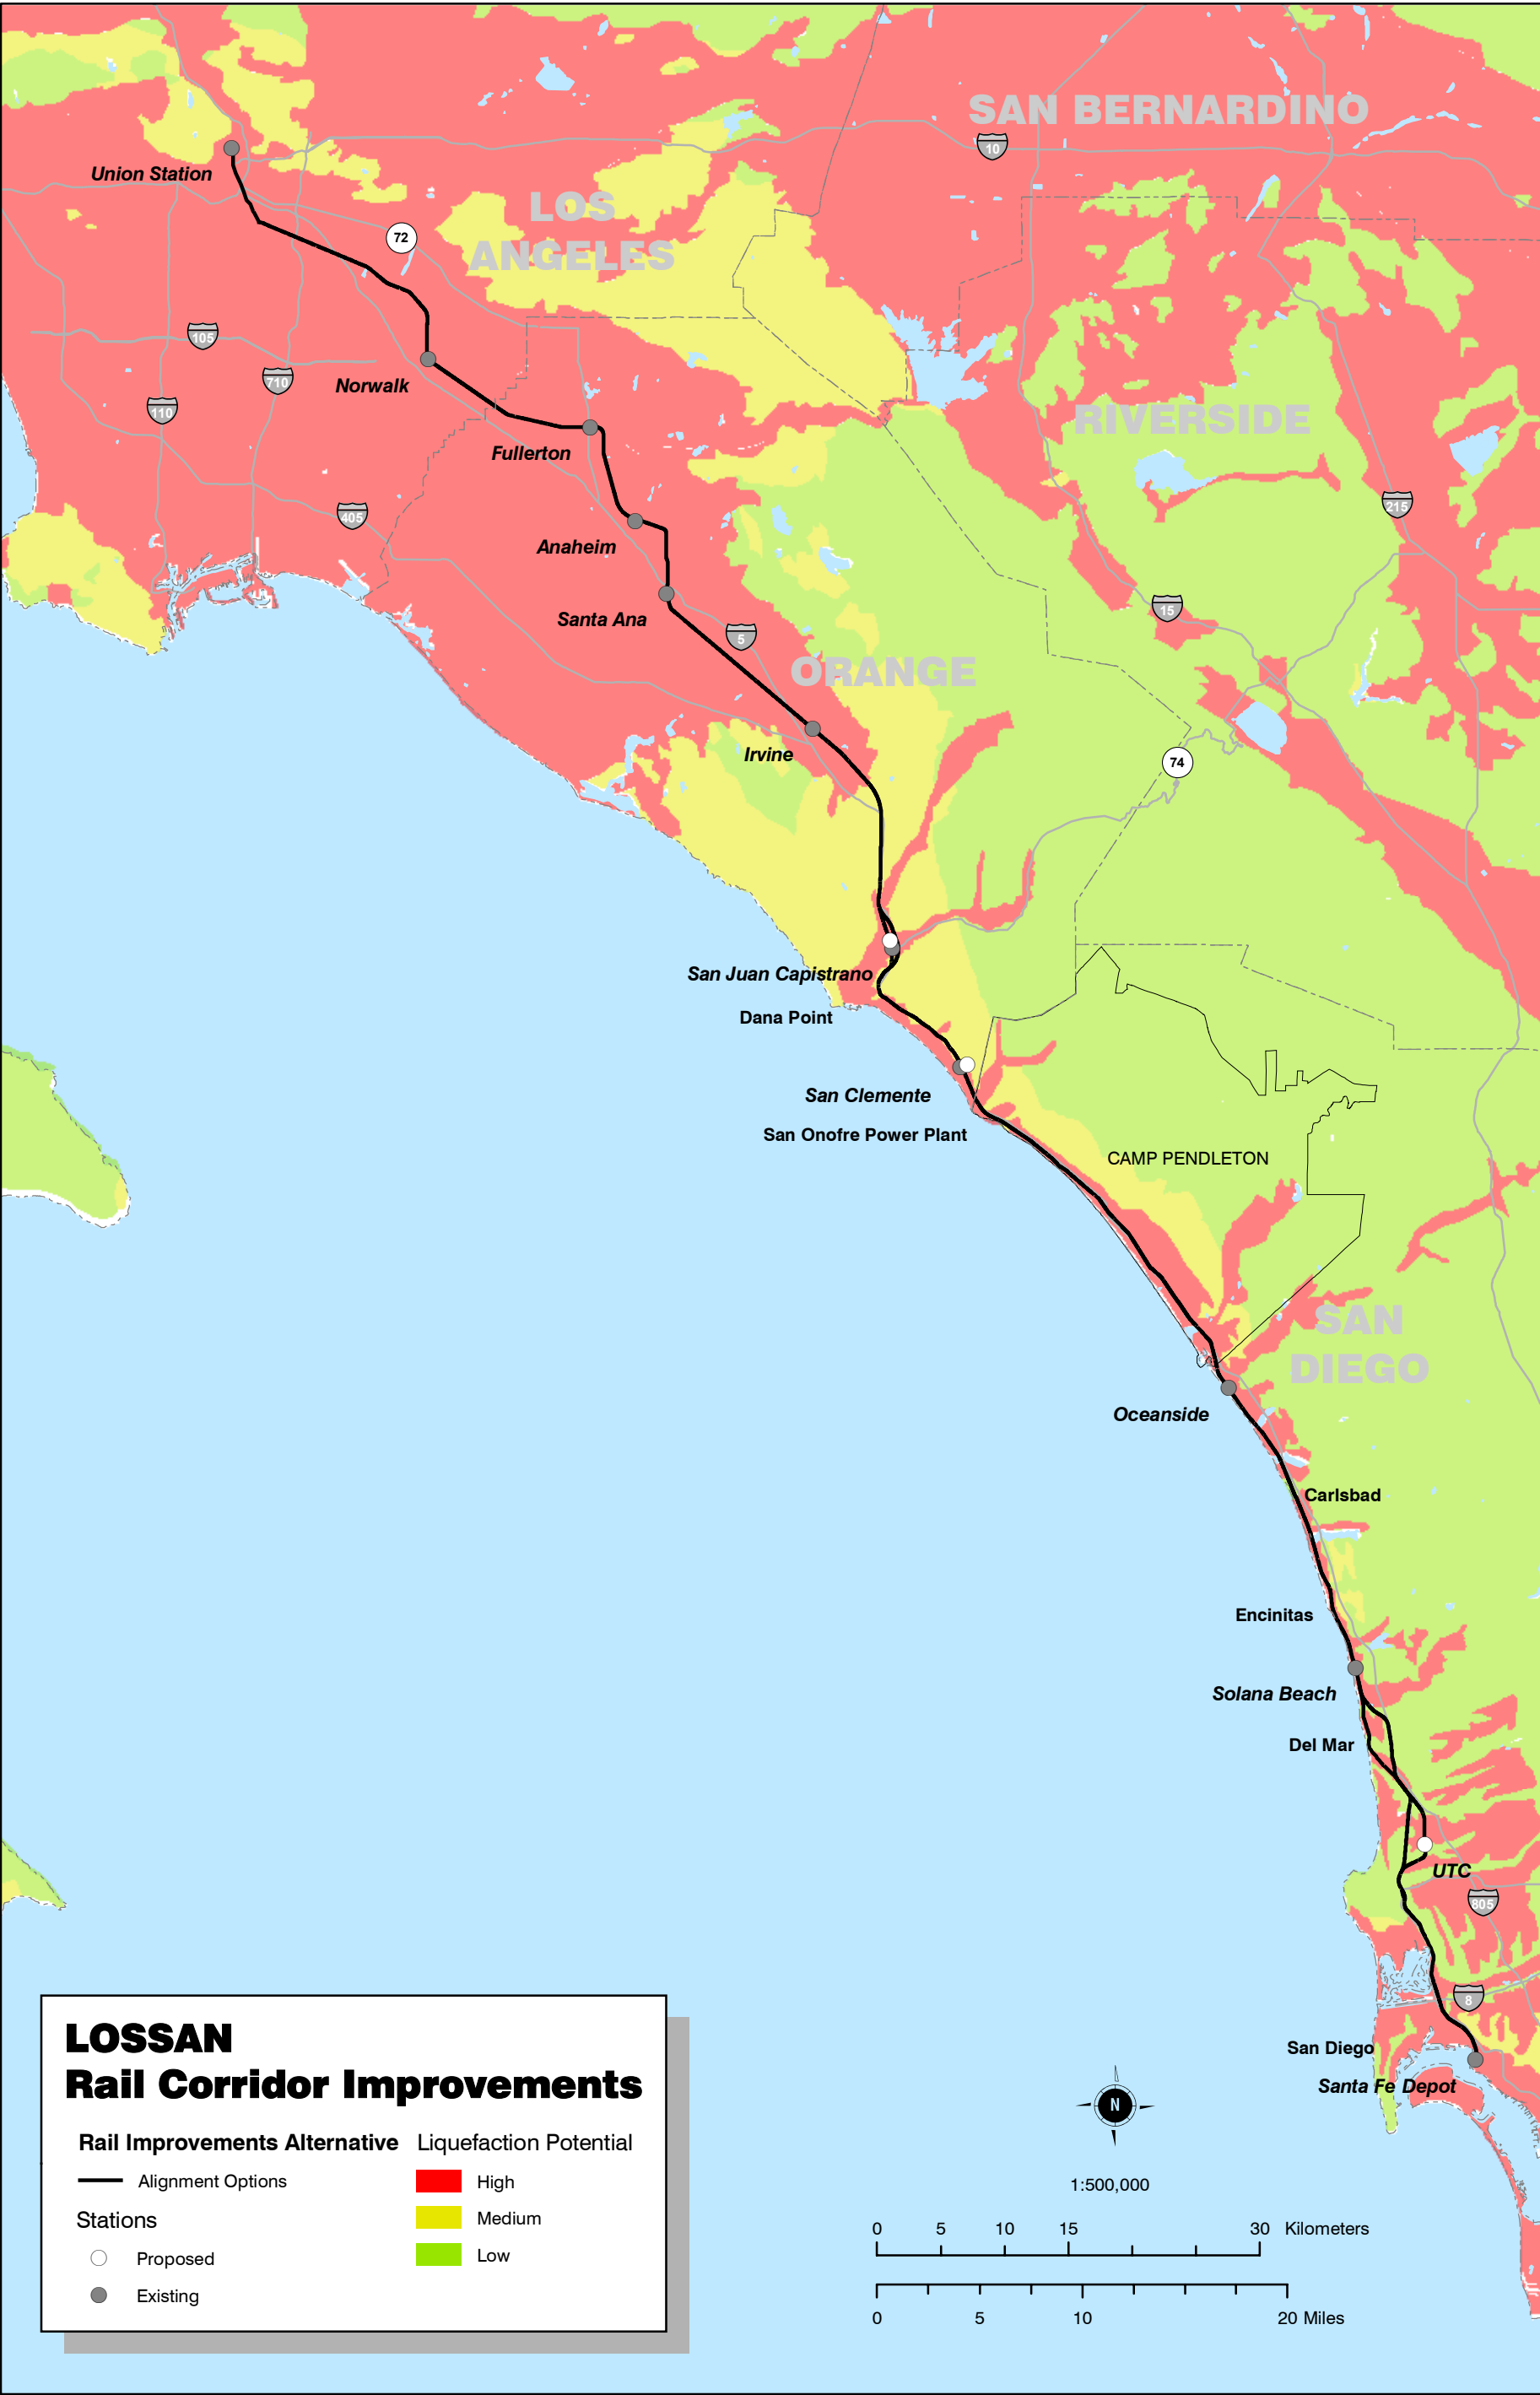 SAN BERNARDINO
10
Union Station
LOS
ANGELES
72
105
710
Norwalk
110
RIVERSIDE
Fullerton
405
215
Anaheim
15
Santa Ana
5
ORANGE
Irvine
74
San Juan Capistrano
Dana Point
San Clemente
San Onofre Power Plant
CAMP PENDLETON
SAN
DIEGO
Oceanside
Carlsbad
Encinitas
Solana Beach
Del Mar
UTC
805
8
San Diego
Santa Fe Depot
LOSSAN
Rail Corridor Improvements
Rail Improvements Alternative
Alignment Options
Stations
Proposed
Existing
Liquefaction Potential
High
Medium
Low
N
1:500,000
0 5 10 15 30 Kilometers
0 5 10 20 Miles